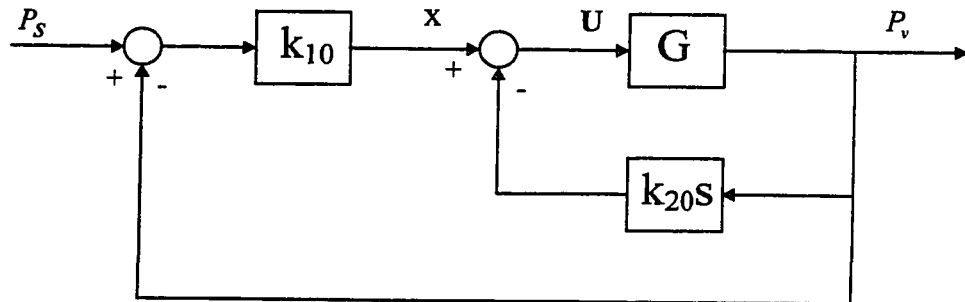 P_S
X
U
P_v
k_10
G
+
-
+
-
k_20s